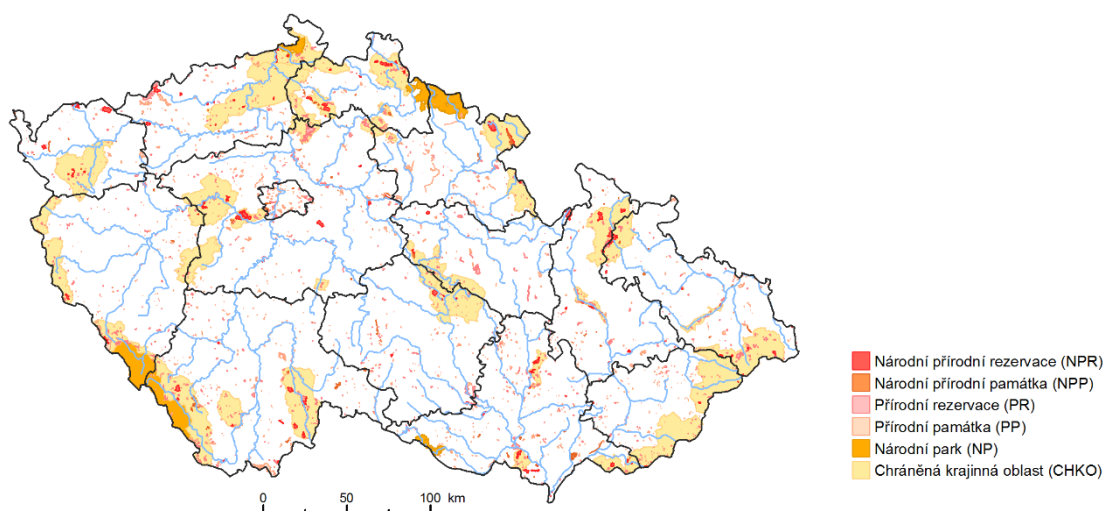 Národní přírodní rezervace (NPR)
Národní přírodní památka (NPP)
Přírodní rezervace (PR)
Přírodní památka (PP)
Národní park (NP)
Chráněná krajinná oblast (CHKO)
0 50 100 km